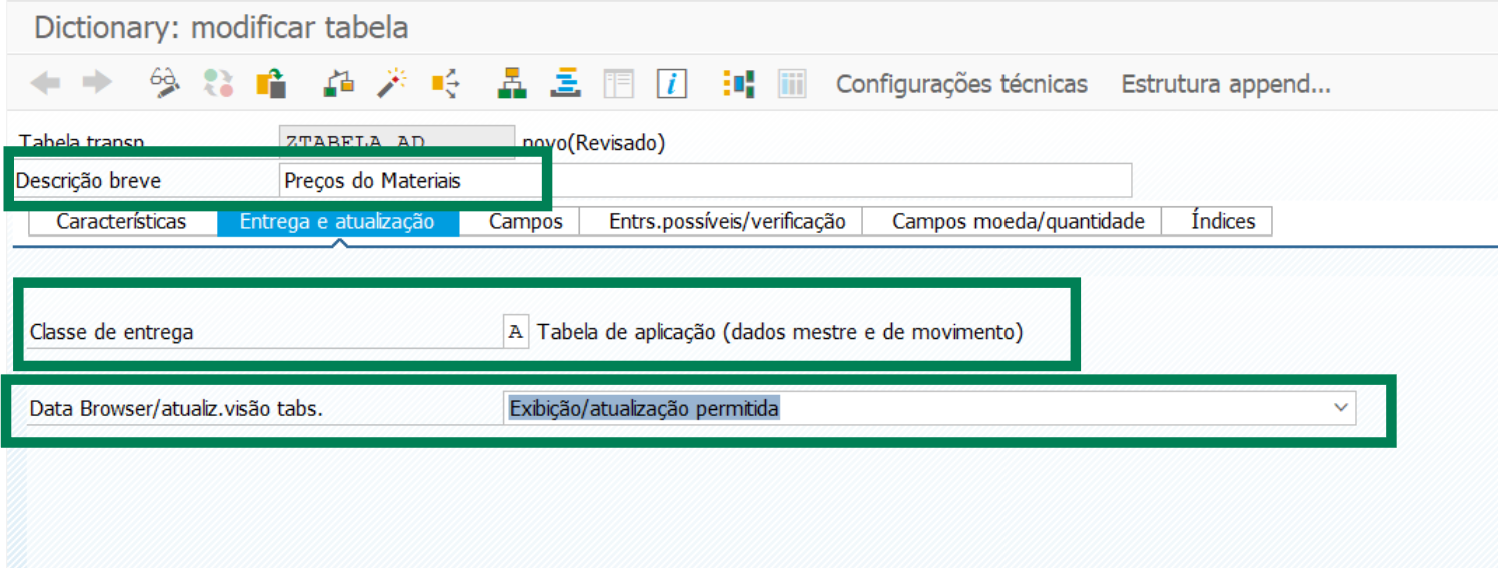 Dictionary: modificar tabela
Configurações técnicas Estrutura append...
Tabela transp. ZTABELA_AD novo(Revisado)
Descrição breve Preços do Materiais
Características Entrega e atualização Campos Entrs.possíveis/verificação Campos moeda/quantidade Índices
Classe de entrega A Tabela de aplicação (dados mestre e de movimento)
Data Browser/atualiz.visão tabs. Exibição/atualização permitida